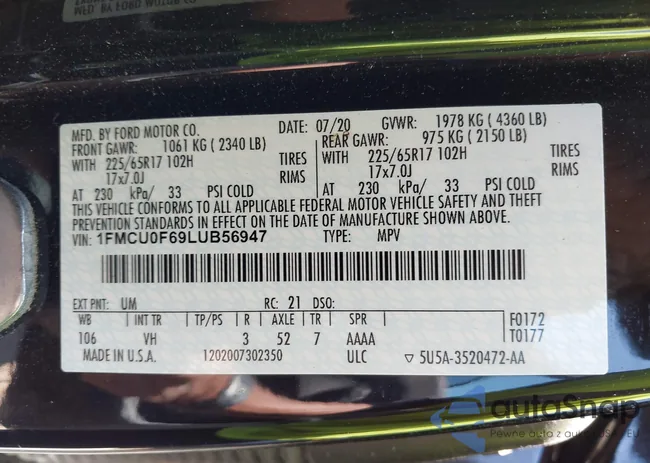 MFD. BY FORD MOTOR CO. DATE: 07/20 GVWR: 1978 KG ( 4360 LB)
FRONT GAWR: 1061 KG ( 2340 LB) REAR GAWR: 975 KG ( 2150 LB)
WITH 225/65R17 102H TIRES WITH 225/65R17 102H TIRES
17x7.0J RIMS 17x7.0J RIMS
AT 230 kPa/ 33 PSI COLD AT 230 kPa/ 33 PSI COLD
THIS VEHICLE CONFORMS TO ALL APPLICABLE FEDERAL MOTOR VEHICLE SAFETY AND THEFT
PREVENTION STANDARDS IN EFFECT ON THE DATE OF MANUFACTURE SHOWN ABOVE.
VIN: 1FMCU0F69LUB56947 TYPE: MPV
EXT PNT: UM RC: 21 DSO:
WB INT TR TP/PS R AXLE TR SPR F0172
106 VH 3 52 7 AAAA T0177
MADE IN U.S.A. 1202007302350 ULC ▽ 5U5A-3520472-AA
autoSnap
Pewne auto z au